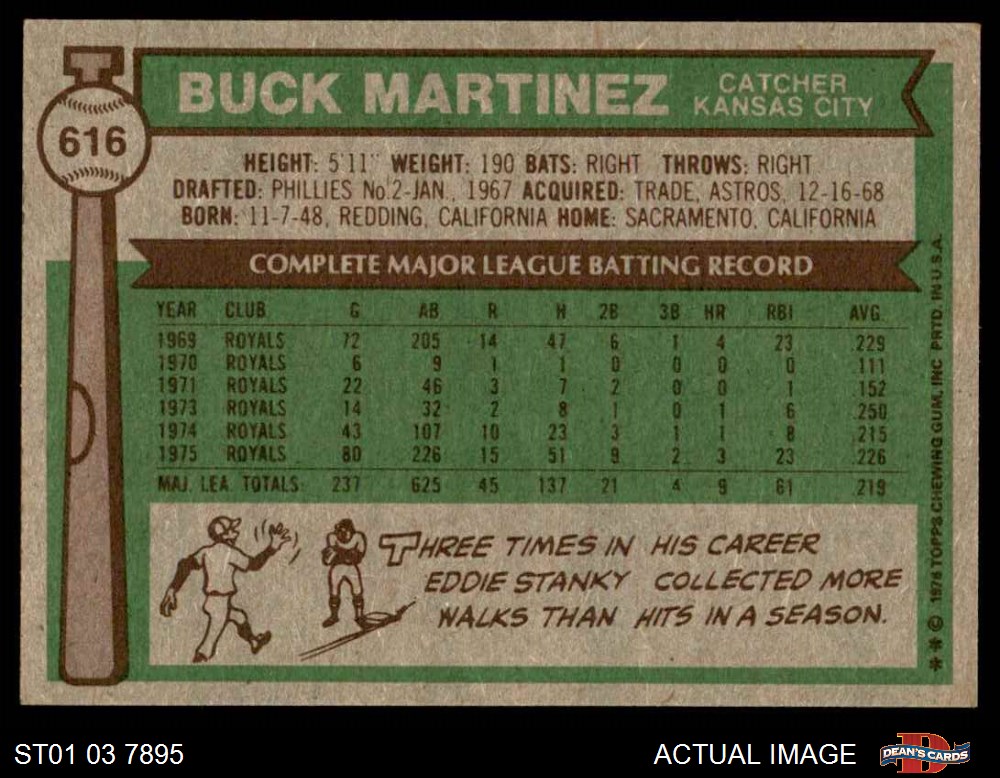 616
BUCK MARTINEZ
CATCHER
KANSAS CITY
HEIGHT: 5'11" WEIGHT: 190 BATS: RIGHT THROWS: RIGHT
DRAFTED: PHILLIES No.2-JAN., 1967 ACQUIRED: TRADE, ASTROS, 12-16-68
BORN: 11-7-48, REDDING, CALIFORNIA HOME: SACRAMENTO, CALIFORNIA
COMPLETE MAJOR LEAGUE BATTING RECORD
YEAR CLUB G AB R H 2B 3B HR RBI AVG.
1969 ROYALS 72 205 14 47 6 1 4 23 .229
1970 ROYALS 6 9 1 1 0 0 0 0 .111
1971 ROYALS 22 46 3 7 2 0 0 1 .152
1973 ROYALS 14 32 2 8 1 0 1 6 .250
1974 ROYALS 43 107 10 23 3 1 1 8 .215
1975 ROYALS 80 226 15 51 9 2 3 23 .226
MAJ. LEA. TOTALS 237 625 45 137 21 4 9 61 .219
THREE TIMES IN HIS CAREER
EDDIE STANKY COLLECTED MORE
WALKS THAN HITS IN A SEASON.
** © 1976 TOPPS CHEWING GUM, INC PRTD. IN U.S.A.
ST01 03 7895
ACTUAL IMAGE
D
DEAN'S CARDS